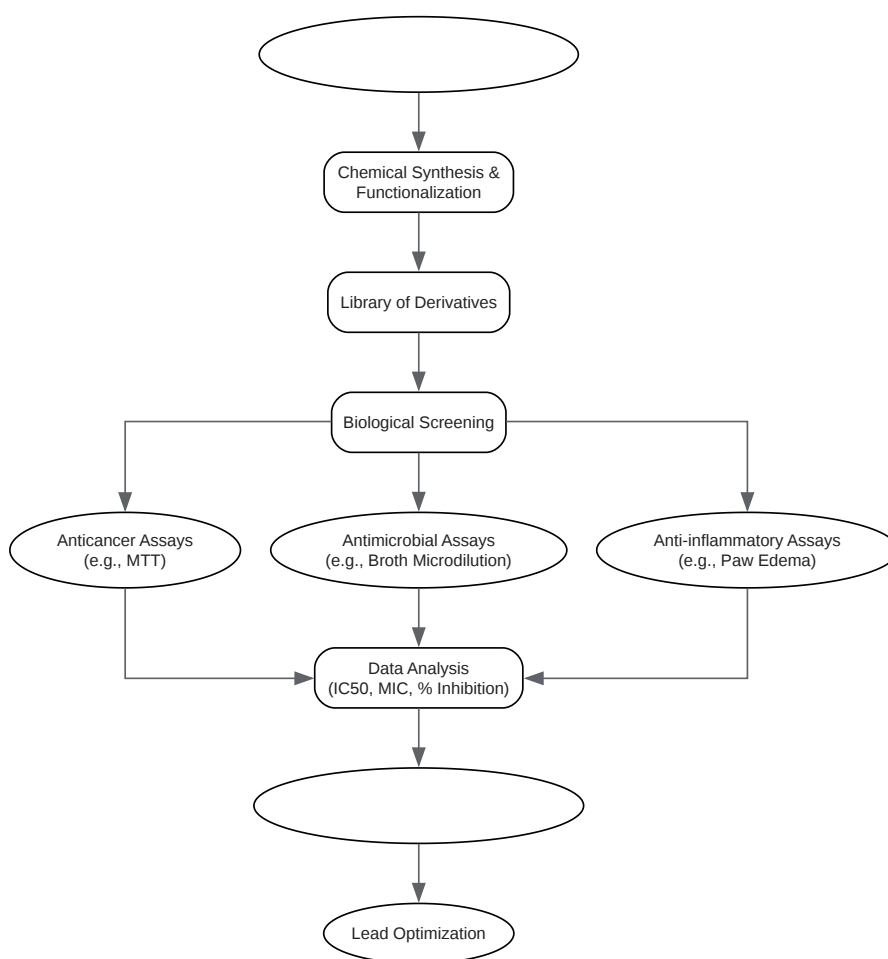 Chemical Synthesis &
Functionalization
Library of Derivatives
Biological Screening
Anticancer Assays
(e.g., MTT)
Antimicrobial Assays
(e.g., Broth Microdilution)
Anti-inflammatory Assays
(e.g., Paw Edema)
Data Analysis
(IC50, MIC, % Inhibition)
Lead Optimization